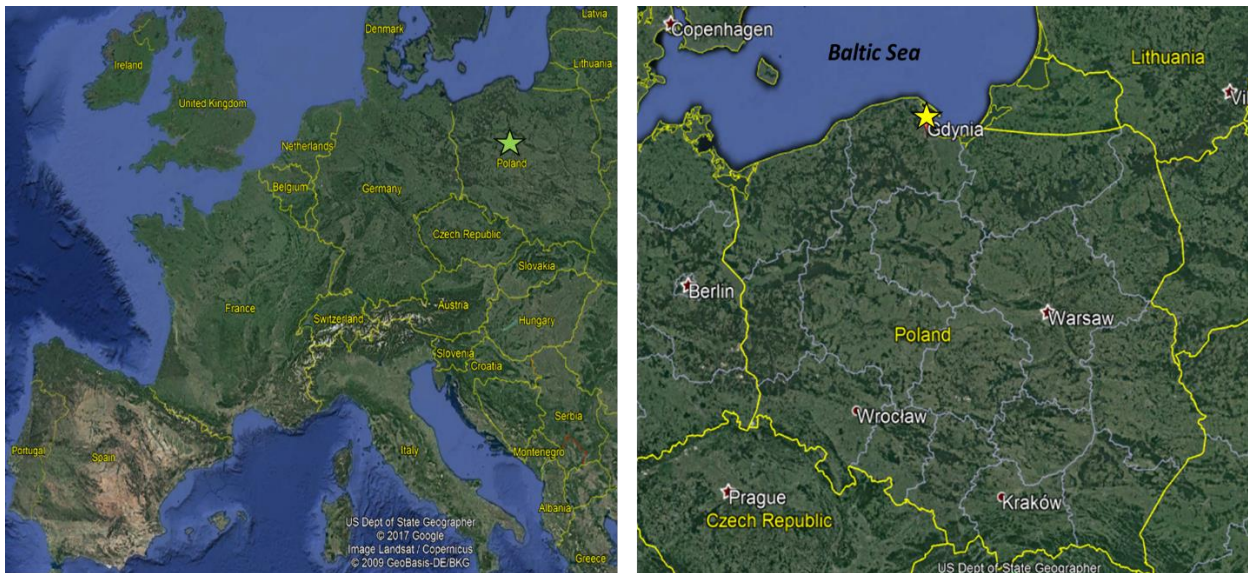 Latvia
Denmark
Lithuania
Ireland
United Kingdom
Netherlands
Poland
Belgium
Germany
Czech Republic
Slovakia
France
Austria
Switzerland
Hungary
Slovenia
Croatia
Serbia
Portugal
Spain
Italy
Montenegro
Albania
US Dept of State Geographer
© 2017 Google
Image Landsat / Copernicus
© 2009 GeoBasis-DE/BKG
Greece
Copenhagen
Baltic Sea
Lithuania
Vil
Gdynia
Berlin
Warsaw
Poland
Wrocław
Prague
Kraków
Czech Republic
US Dept of State Geographer